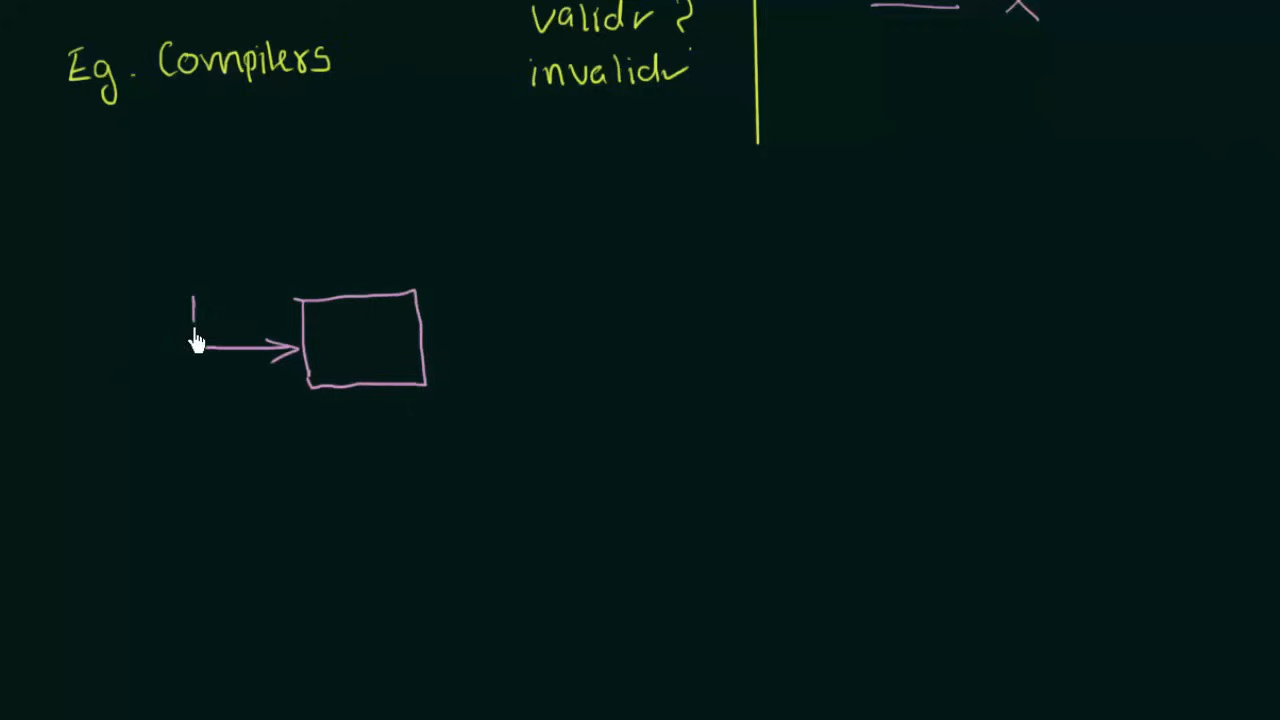 valid ✓ ?
Eg. Compilers
invalid ✓